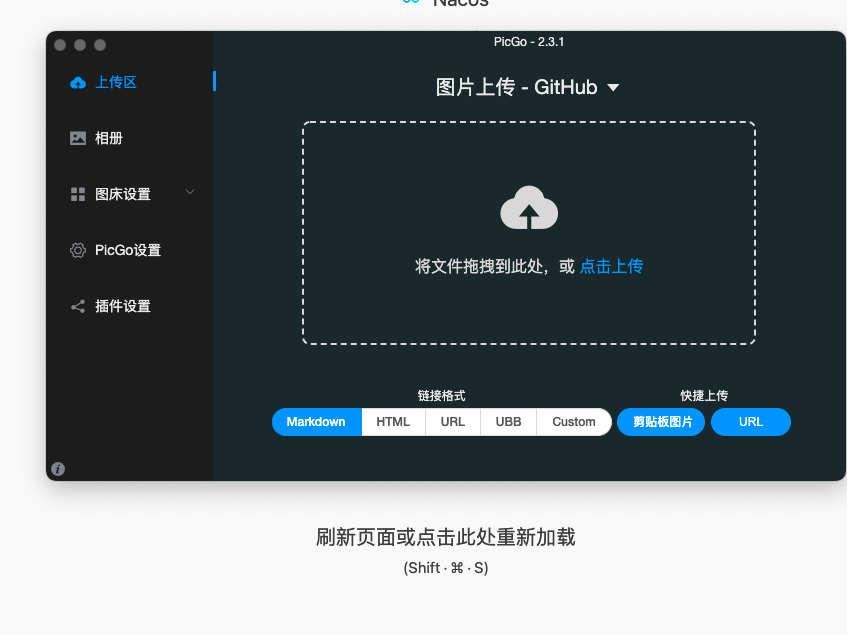 Nacos
PicGo - 2.3.1
上传区
图片上传 - GitHub
相册
图床设置
PicGo设置
插件设置
将文件拖拽到此处，或 点击上传
链接格式
快捷上传
Markdown HTML URL UBB Custom 剪贴板图片 URL
刷新页面或点击此处重新加载
(Shift · ⌘ · S)